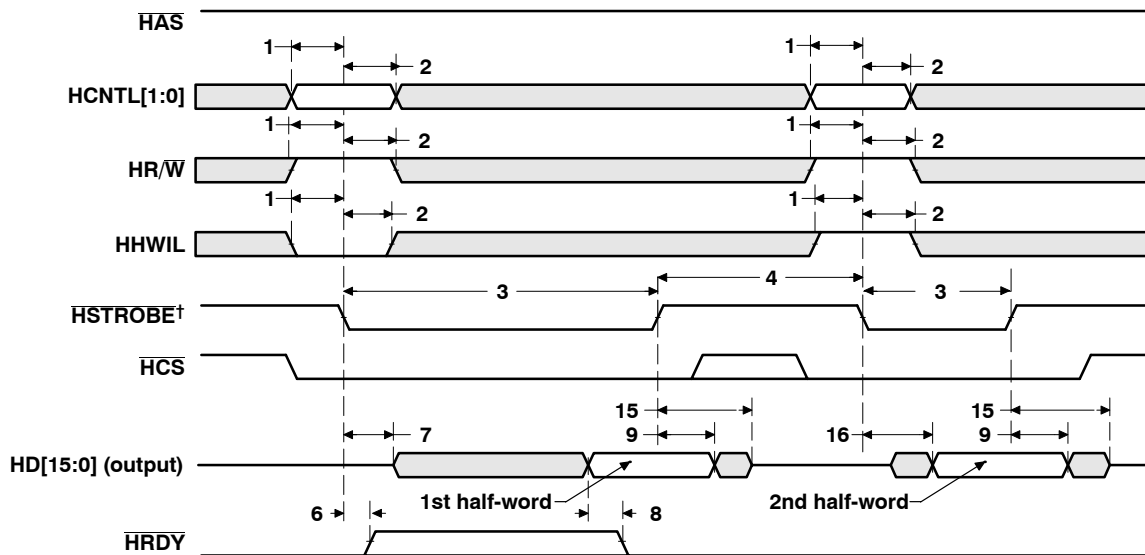 HAS
1
1
2
2
HCNTL[1:0]
1
1
2
2
HR/W
1
1
2
2
HHWIL
4
3
3
HSTROBE†
HCS
15
15
7
9
16
9
HD[15:0] (output)
1st half-word
2nd half-word
6
8
HRDY